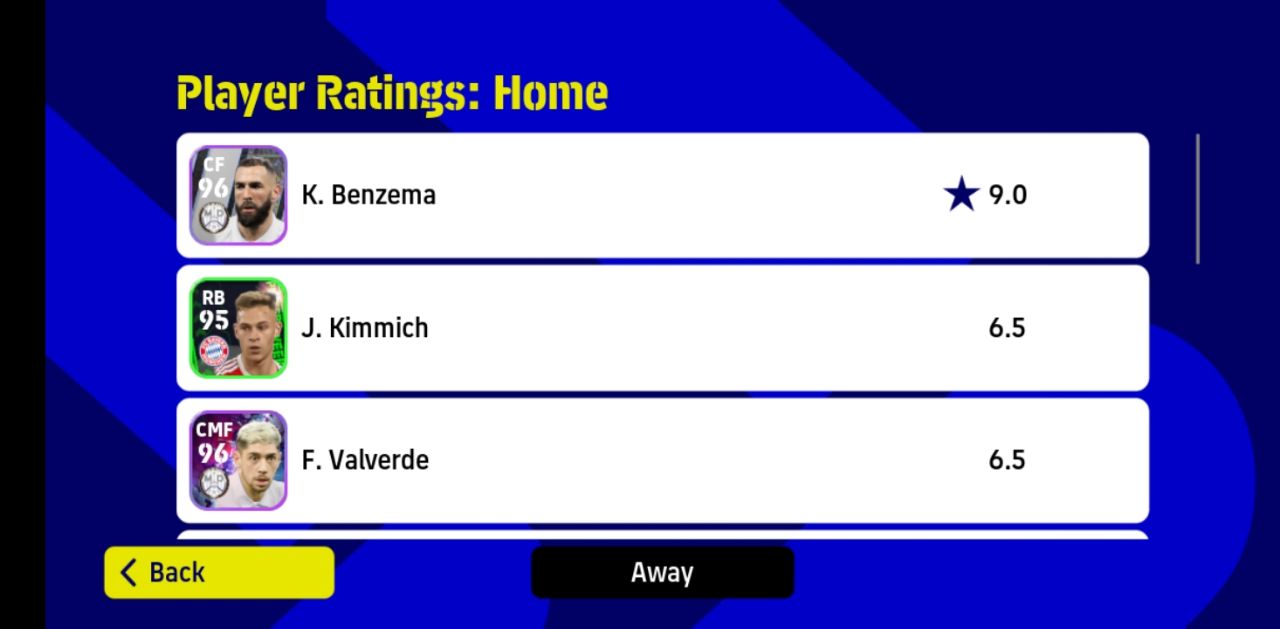 Player Ratings: Home
CF
96
M D
K. Benzema
★ 9.0
RB
95
J. Kimmich
6.5
CMF
96
M D
F. Valverde
6.5
Back
Away